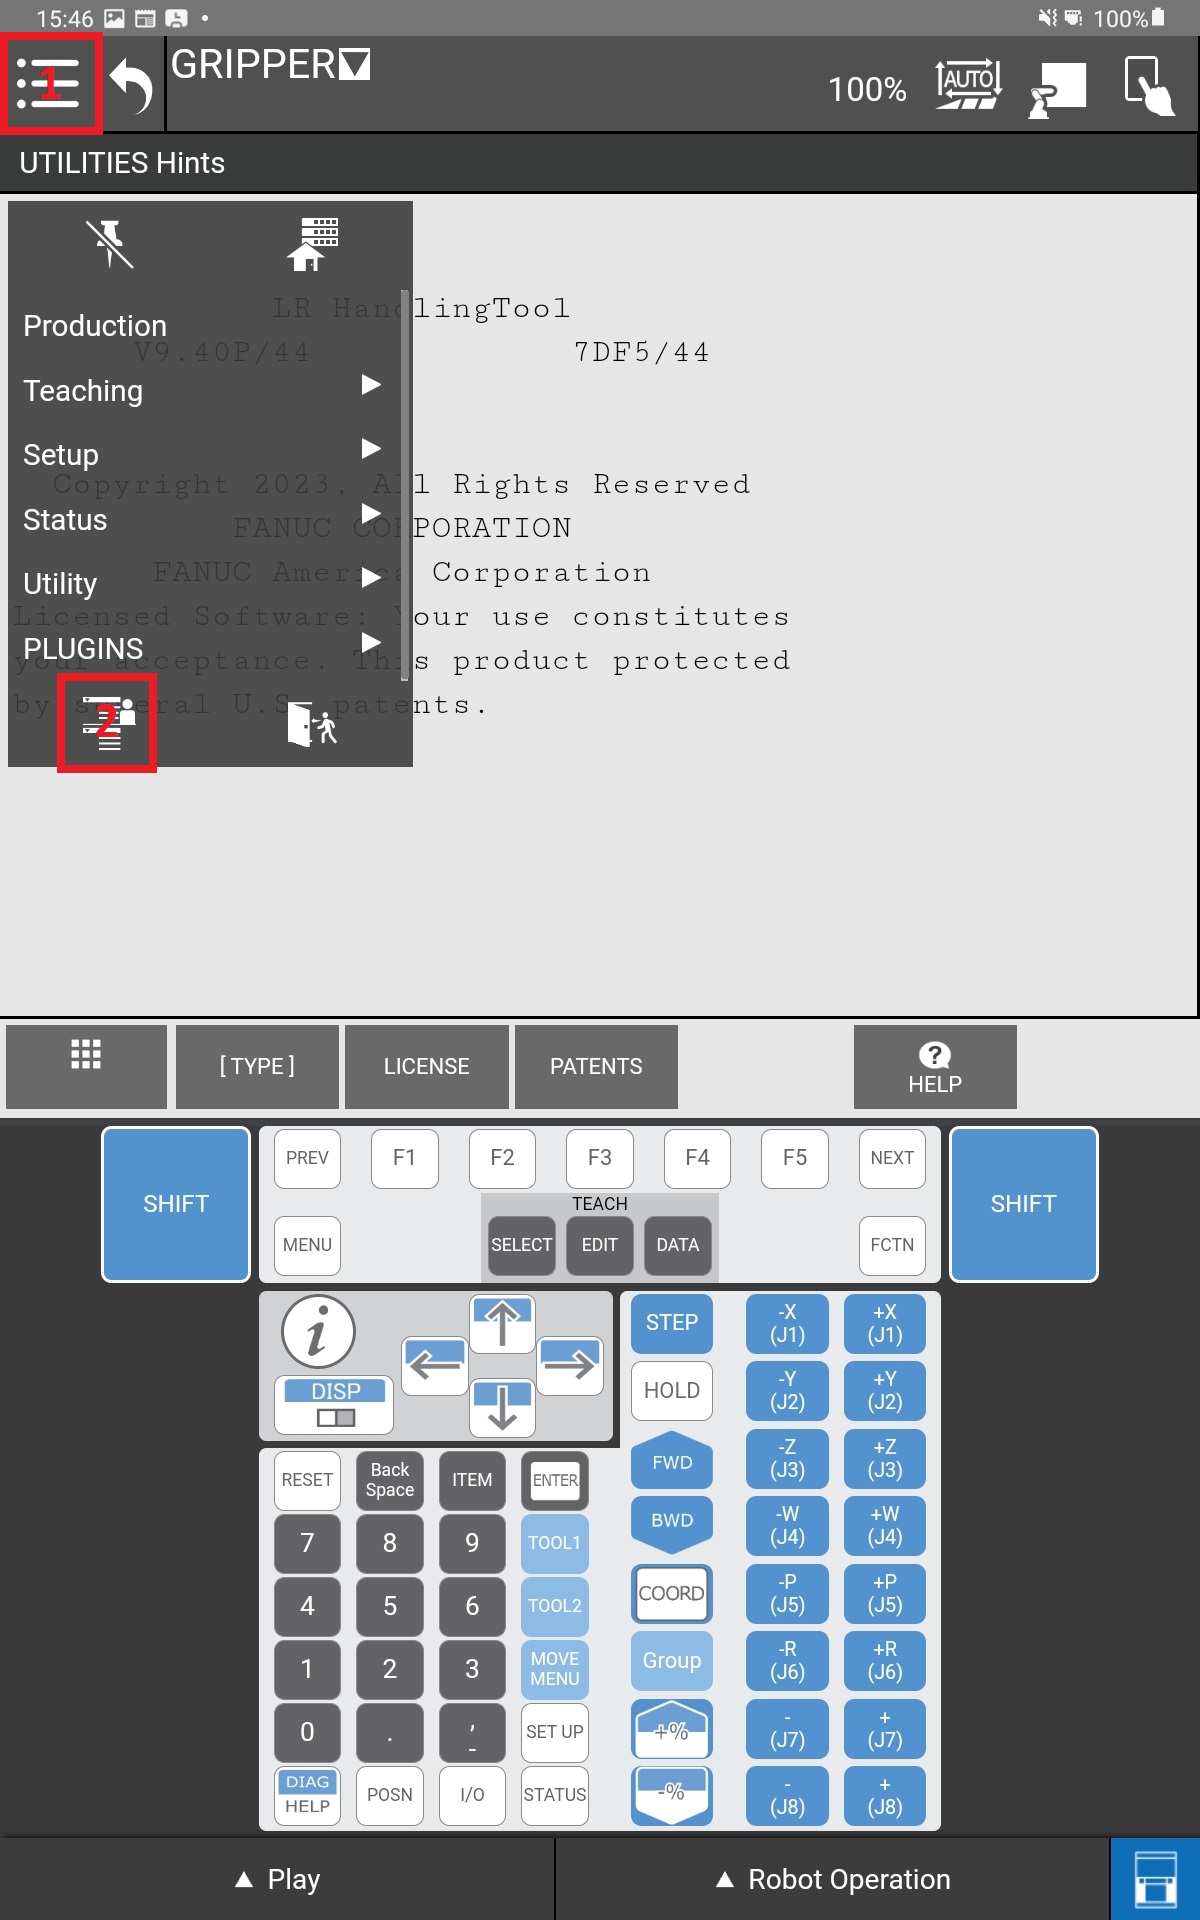 15:46
100%
1
GRIPPER
100%
AUTO
UTILITIES Hints
LR HandlingTool
Production
V9.40P/44 7DF5/44
Teaching
Setup
Copyright 2023, All Rights Reserved
Status
FANUC CORPORATION
FANUC America Corporation
Utility
Licensed Software: Your use constitutes
PLUGINS
your acceptance. This product protected
by several U.S. patents.
2
[ TYPE ]
LICENSE
PATENTS
?
HELP
SHIFT
PREV
F1
F2
F3
F4
F5
NEXT
SHIFT
TEACH
MENU
SELECT
EDIT
DATA
FCTN
i
DISP
STEP
-X
(J1)
+X
(J1)
HOLD
-Y
(J2)
+Y
(J2)
FWD
-Z
(J3)
+Z
(J3)
RESET
Back
Space
ITEM
ENTER
BWD
-W
(J4)
+W
(J4)
7
8
9
TOOL1
COORD
-P
(J5)
+P
(J5)
4
5
6
TOOL2
Group
-R
(J6)
+R
(J6)
1
2
3
MOVE
MENU
+%
-
(J7)
+
(J7)
0
.
,
-
SET UP
-%
-
(J8)
+
(J8)
DIAG
HELP
POSN
I/O
STATUS
Play
Robot Operation